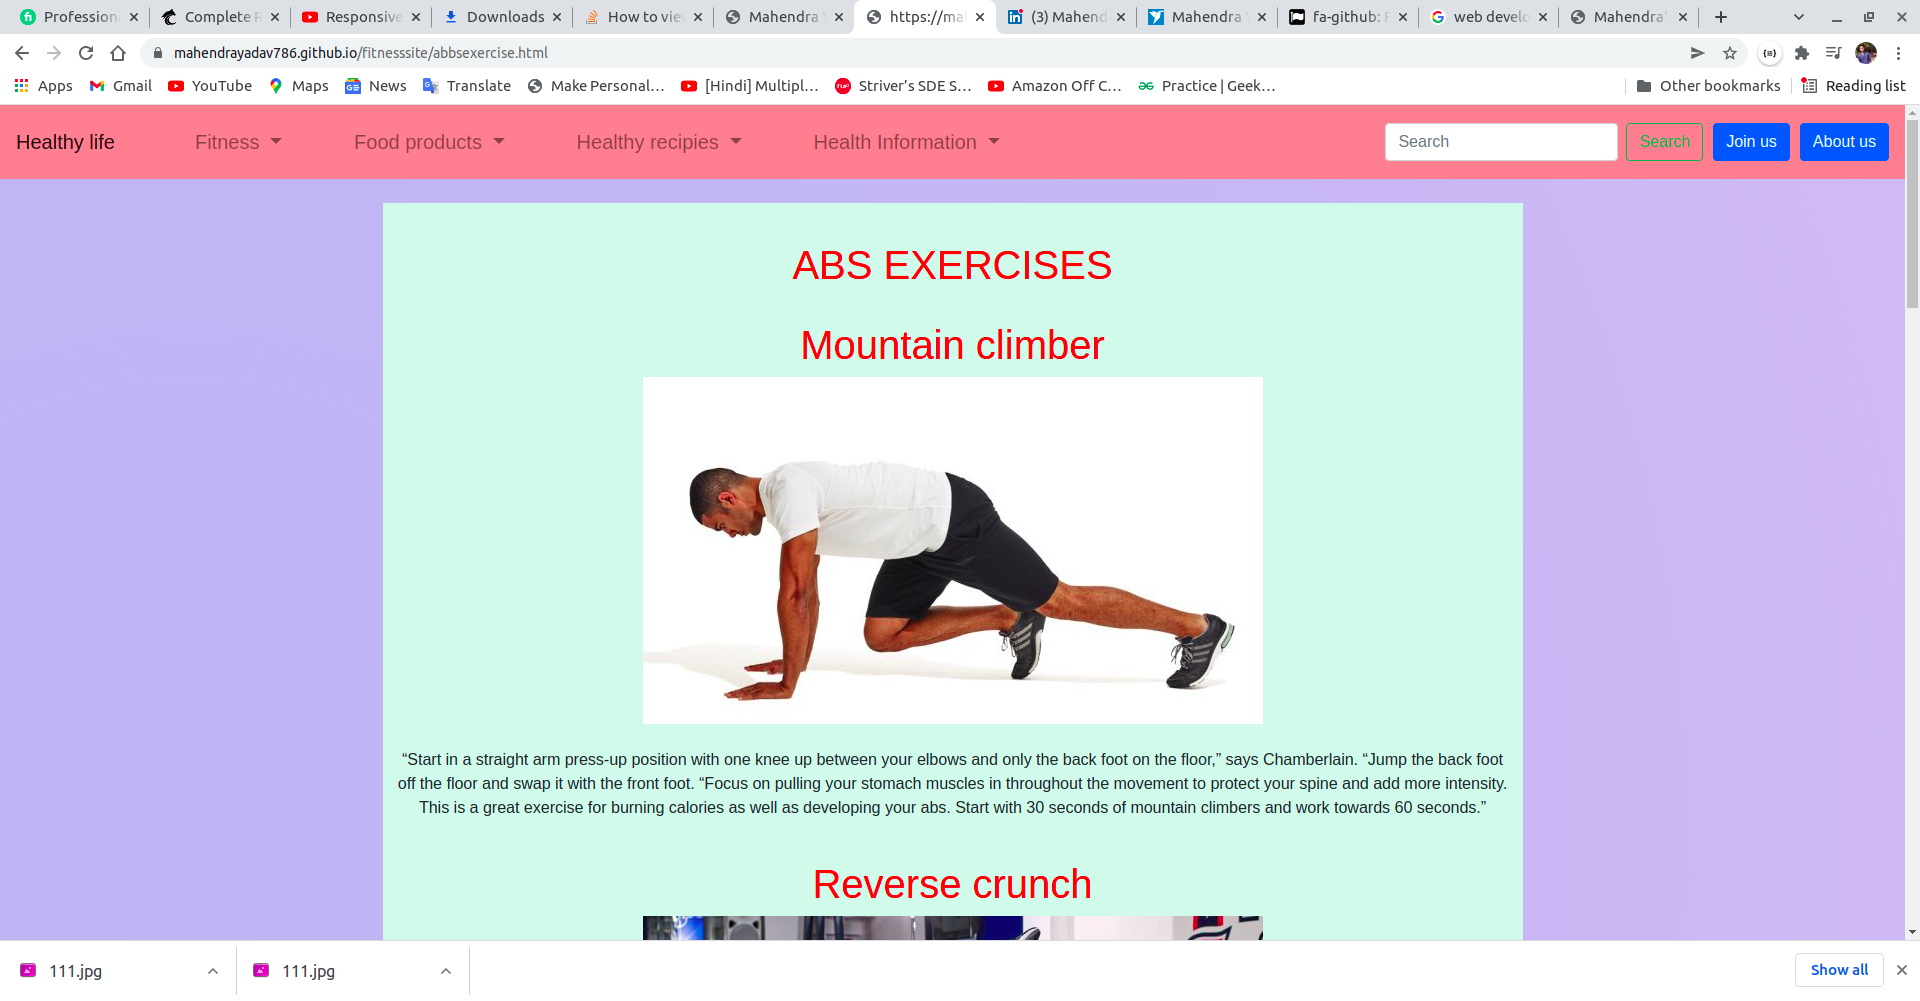 Profession
Complete R
Responsive
Downloads
How to vie
Mahendra Y
https://ma
(3) Mahend
Mahendra Y
fa-github: F
web develo
Mahendra'
mahendrayadav786.github.io/fitnesssite/abbsexercise.html
Apps
Gmail
YouTube
Maps
News
Translate
Make Personal...
[Hindi] Multipl...
Striver's SDE S...
Amazon Off C...
Practice | Geek...
Other bookmarks
Reading list
Healthy life
Fitness
Food products
Healthy recipies
Health Information
Search
Search
Join us
About us
ABS EXERCISES
Mountain climber
“Start in a straight arm press-up position with one knee up between your elbows and only the back foot on the floor,” says Chamberlain. “Jump the back foot
off the floor and swap it with the front foot. “Focus on pulling your stomach muscles in throughout the movement to protect your spine and add more intensity.
This is a great exercise for burning calories as well as developing your abs. Start with 30 seconds of mountain climbers and work towards 60 seconds.”
Reverse crunch
111.jpg
111.jpg
Show all